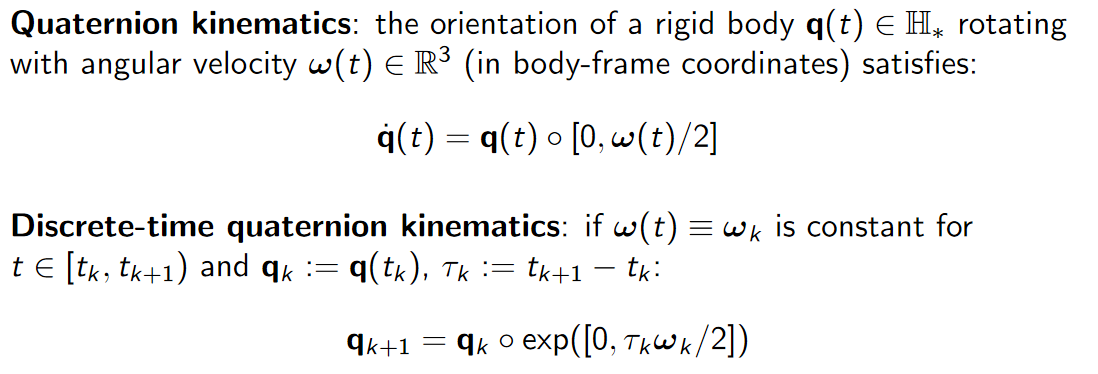 Quaternion kinematics: the orientation of a rigid body q(t) ∈ ℍ∗ rotating
with angular velocity ω(t) ∈ ℝ³ (in body-frame coordinates) satisfies:
q̇(t) = q(t) ∘ [0, ω(t)/2]
Discrete-time quaternion kinematics: if ω(t) ≡ ωₖ is constant for
t ∈ [tₖ, tₖ₊₁) and qₖ := q(tₖ), τₖ := tₖ₊₁ − tₖ:
qₖ₊₁ = qₖ ∘ exp([0, τₖωₖ/2])